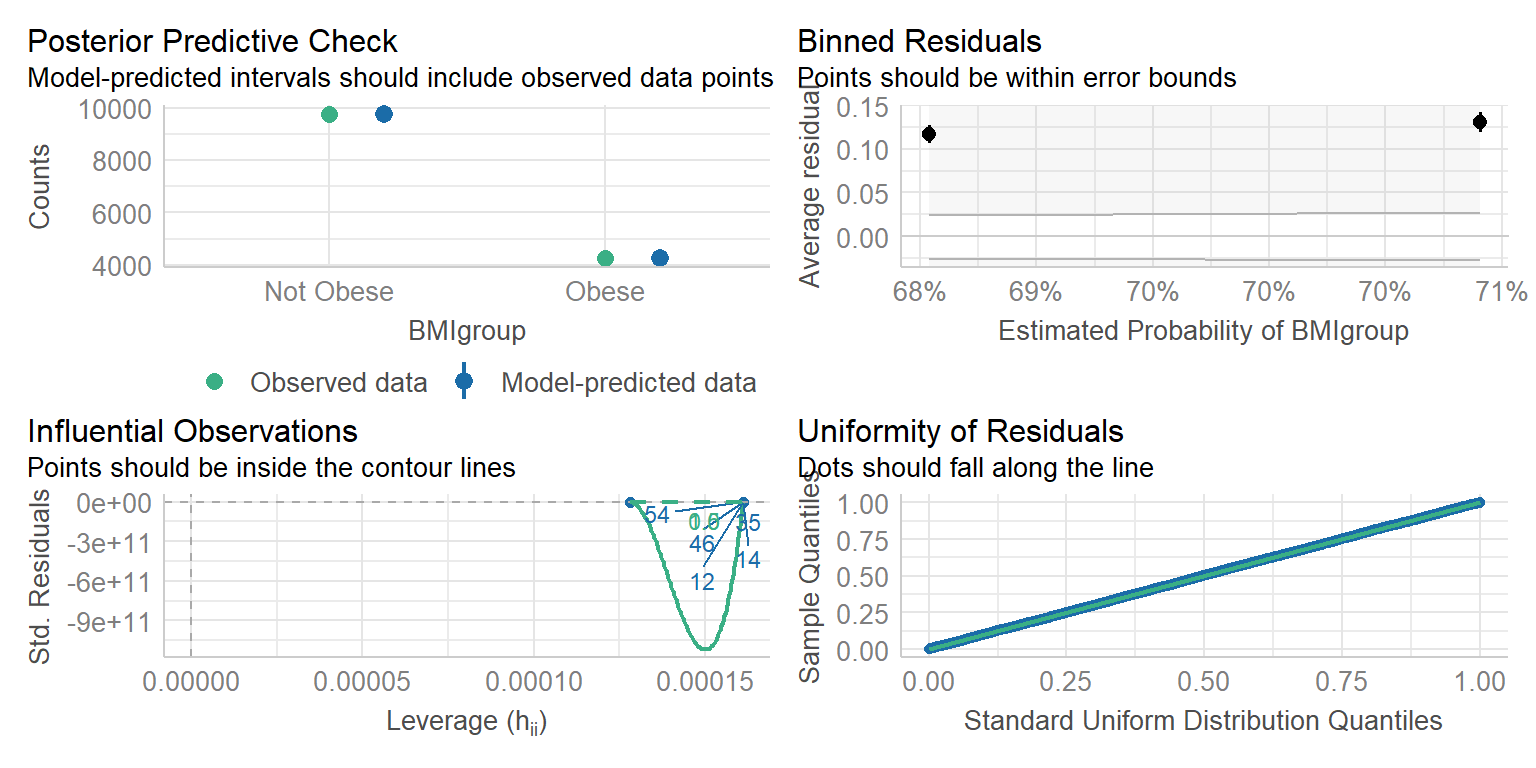 Posterior Predictive Check
Model-predicted intervals should include observed data points
Counts
10000
8000
6000
4000
Not Obese
Obese
BMIgroup
Observed data
Model-predicted data
Binned Residuals
Points should be within error bounds
Average residual
0.15
0.10
0.05
0.00
68%
69%
70%
70%
70%
71%
Estimated Probability of BMIgroup
Influential Observations
Points should be inside the contour lines
Std. Residuals
0e+00
-3e+11
-6e+11
-9e+11
54
46
35
14
12
0.00000
0.00005
0.00010
0.00015
Leverage (hii)
Uniformity of Residuals
Dots should fall along the line
Sample Quantiles
1.00
0.75
0.50
0.25
0.00
0.00
0.25
0.50
0.75
1.00
Standard Uniform Distribution Quantiles